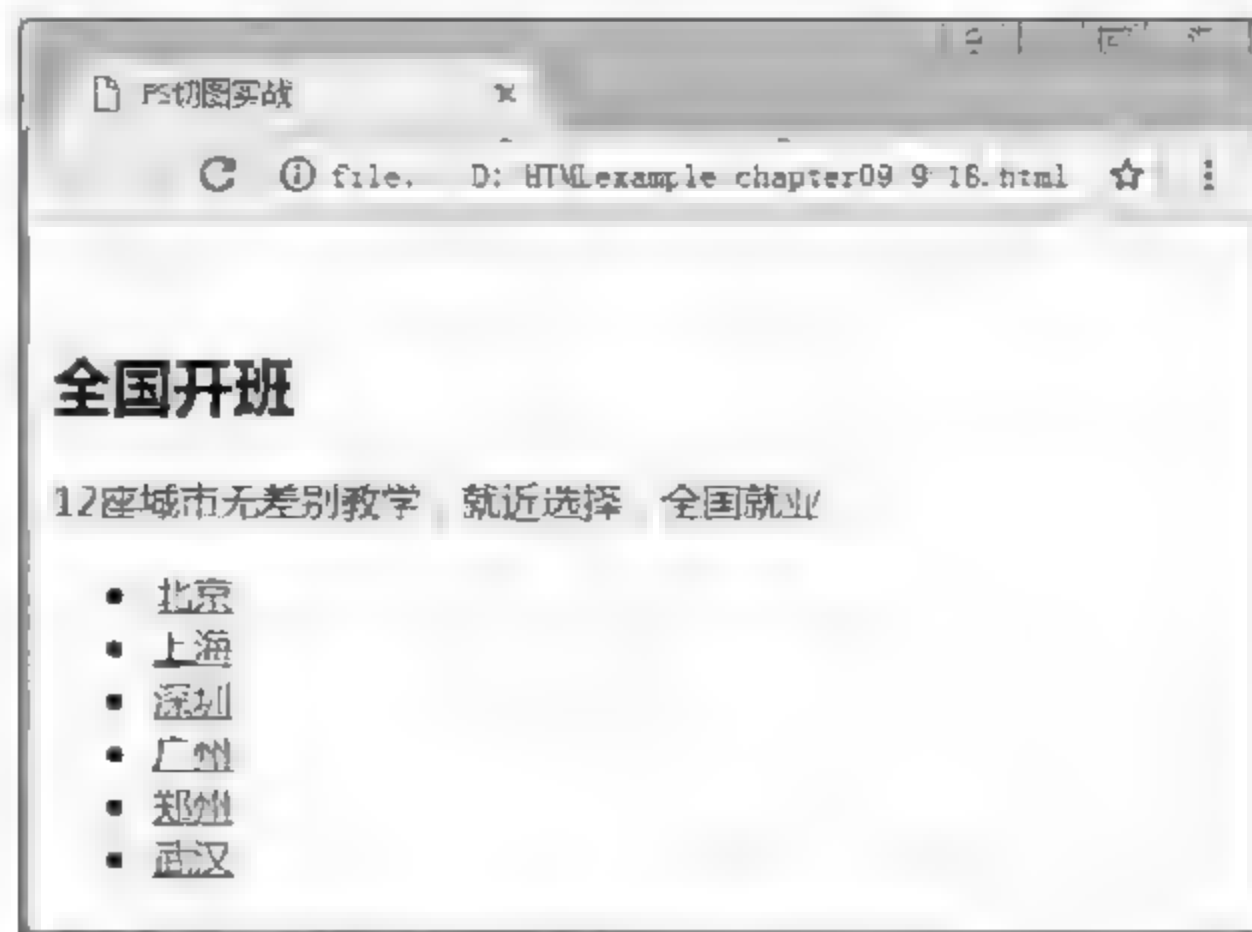 PS切图实战
file: D: HTMLexample chapter09 9-16.html
全国开班
12座城市无差别教学，就近选择，全国就业
北京
上海
深圳
广州
郑州
武汉